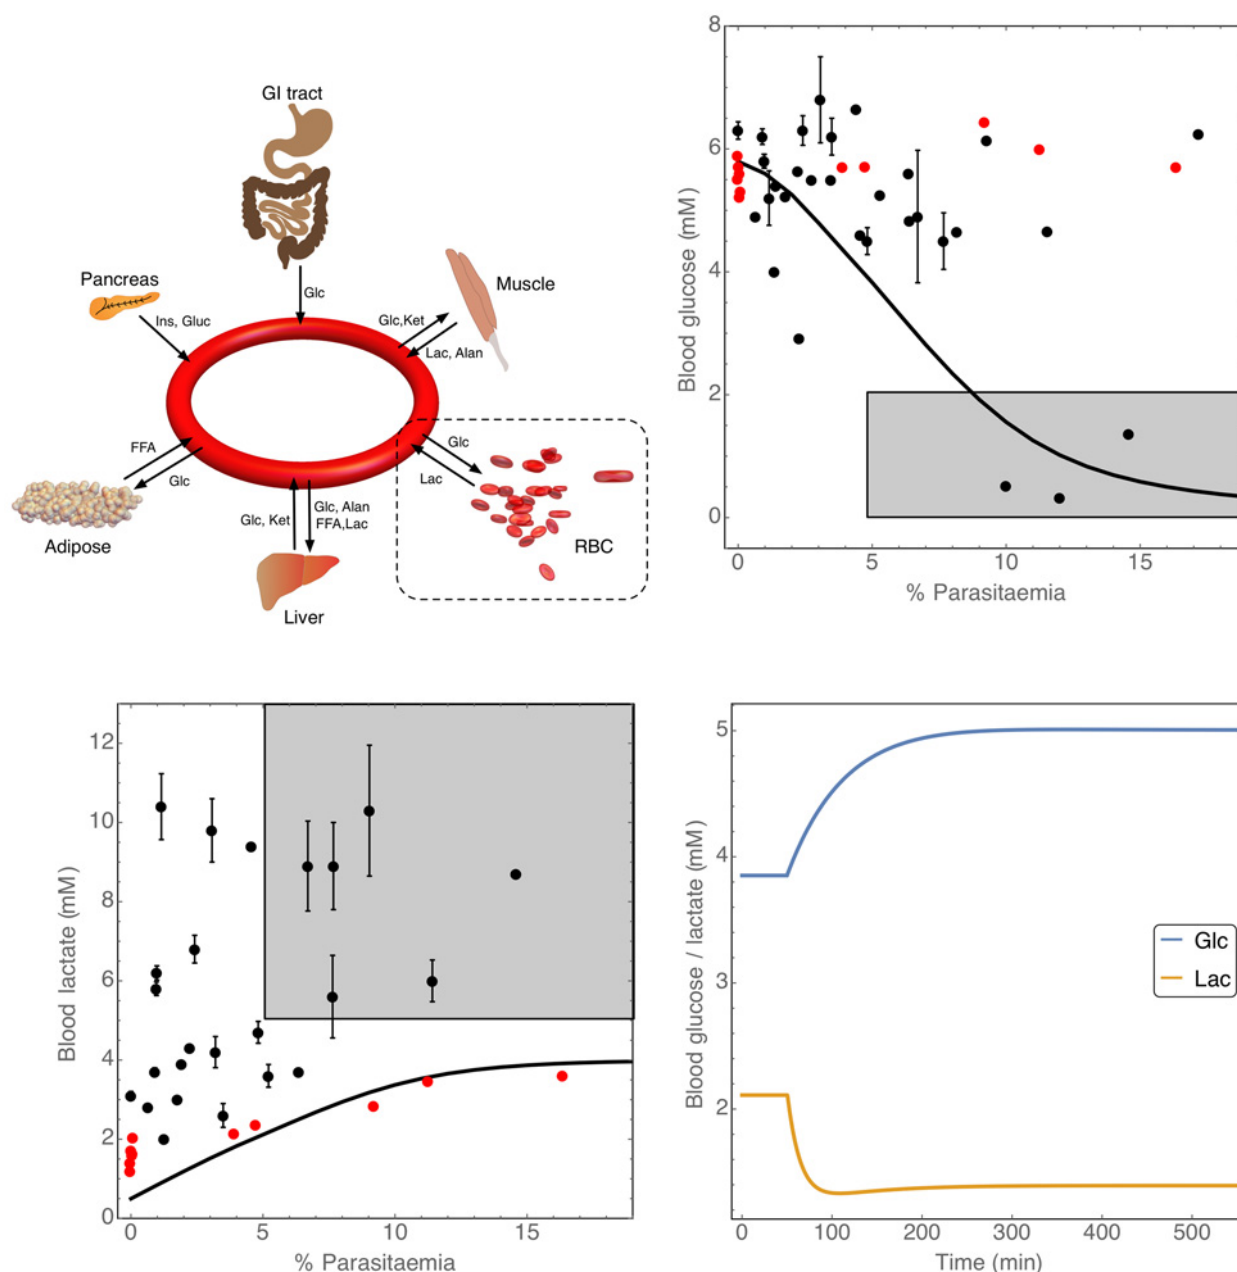 GI tract
Pancreas
Muscle
Glc
Ins, Gluc
Glc,Ket
Lac, Alan
FFA
Glc
Glc
Lac
Adipose
Glc, Ket
Glc, Alan
FFA,Lac
RBC
Liver
8
6
4
2
0
Blood glucose (mM)
0 5 10 15
% Parasitaemia
12
10
8
6
4
2
0
Blood lactate (mM)
0 5 10 15
% Parasitaemia
5
4
3
2
Blood glucose / lactate (mM)
Glc
Lac
0 100 200 300 400 500
Time (min)